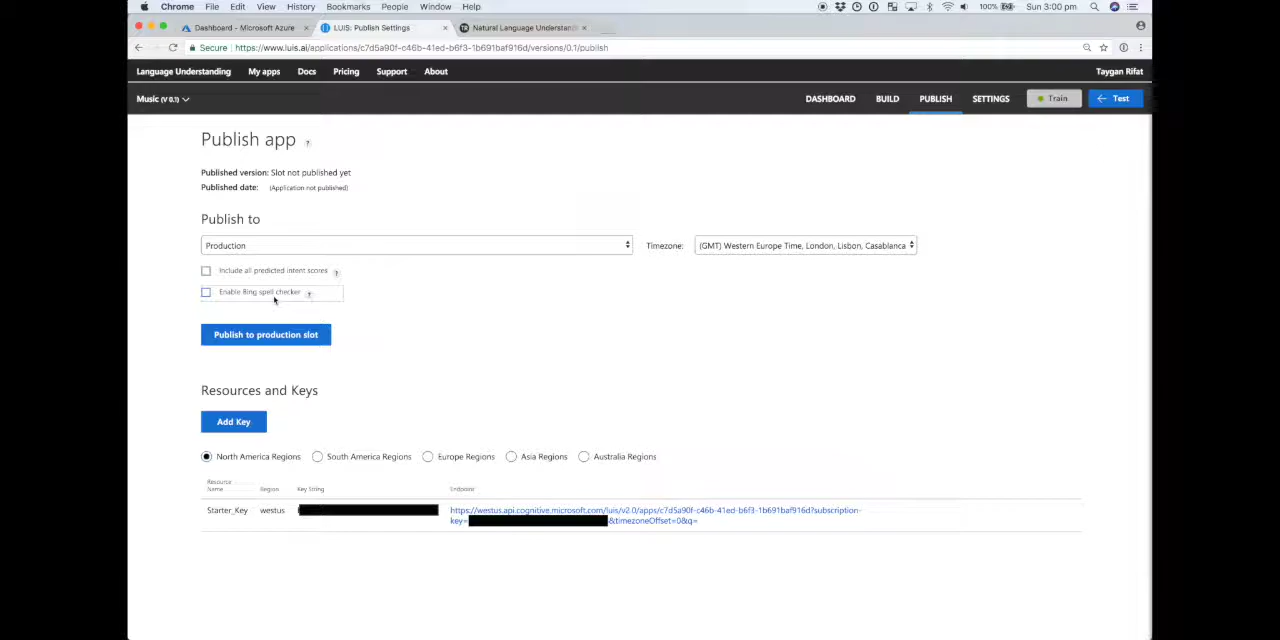 Chrome File Edit View History Bookmarks People Window Help 100% Sun 3:00 pm
Dashboard - Microsoft Azure LUIS: Publish Settings Natural Language Understandin
Secure https://www.luis.ai/applications/c7d5a90f-c46b-41ed-b6f3-1b691baf916d/versions/0.1/publish
Language Understanding My apps Docs Pricing Support About Taygan Rifat
Music (V 0.1) DASHBOARD BUILD PUBLISH SETTINGS Train Test
Publish app ?
Published version: Slot not published yet
Published date: (Application not published)
Publish to
Production Timezone: (GMT) Western Europe Time, London, Lisbon, Casablanca
Include all predicted intent scores ?
Enable Bing spell checker ?
Publish to production slot
Resources and Keys
Add Key
North America Regions South America Regions Europe Regions Asia Regions Australia Regions
Resource Name Region Key String Endpoint
Starter_Key westus https://westus.api.cognitive.microsoft.com/luis/v2.0/apps/c7d5a90f-c46b-41ed-b6f3-1b691baf916d?subscription-
key= &timezoneOffset=0&q=